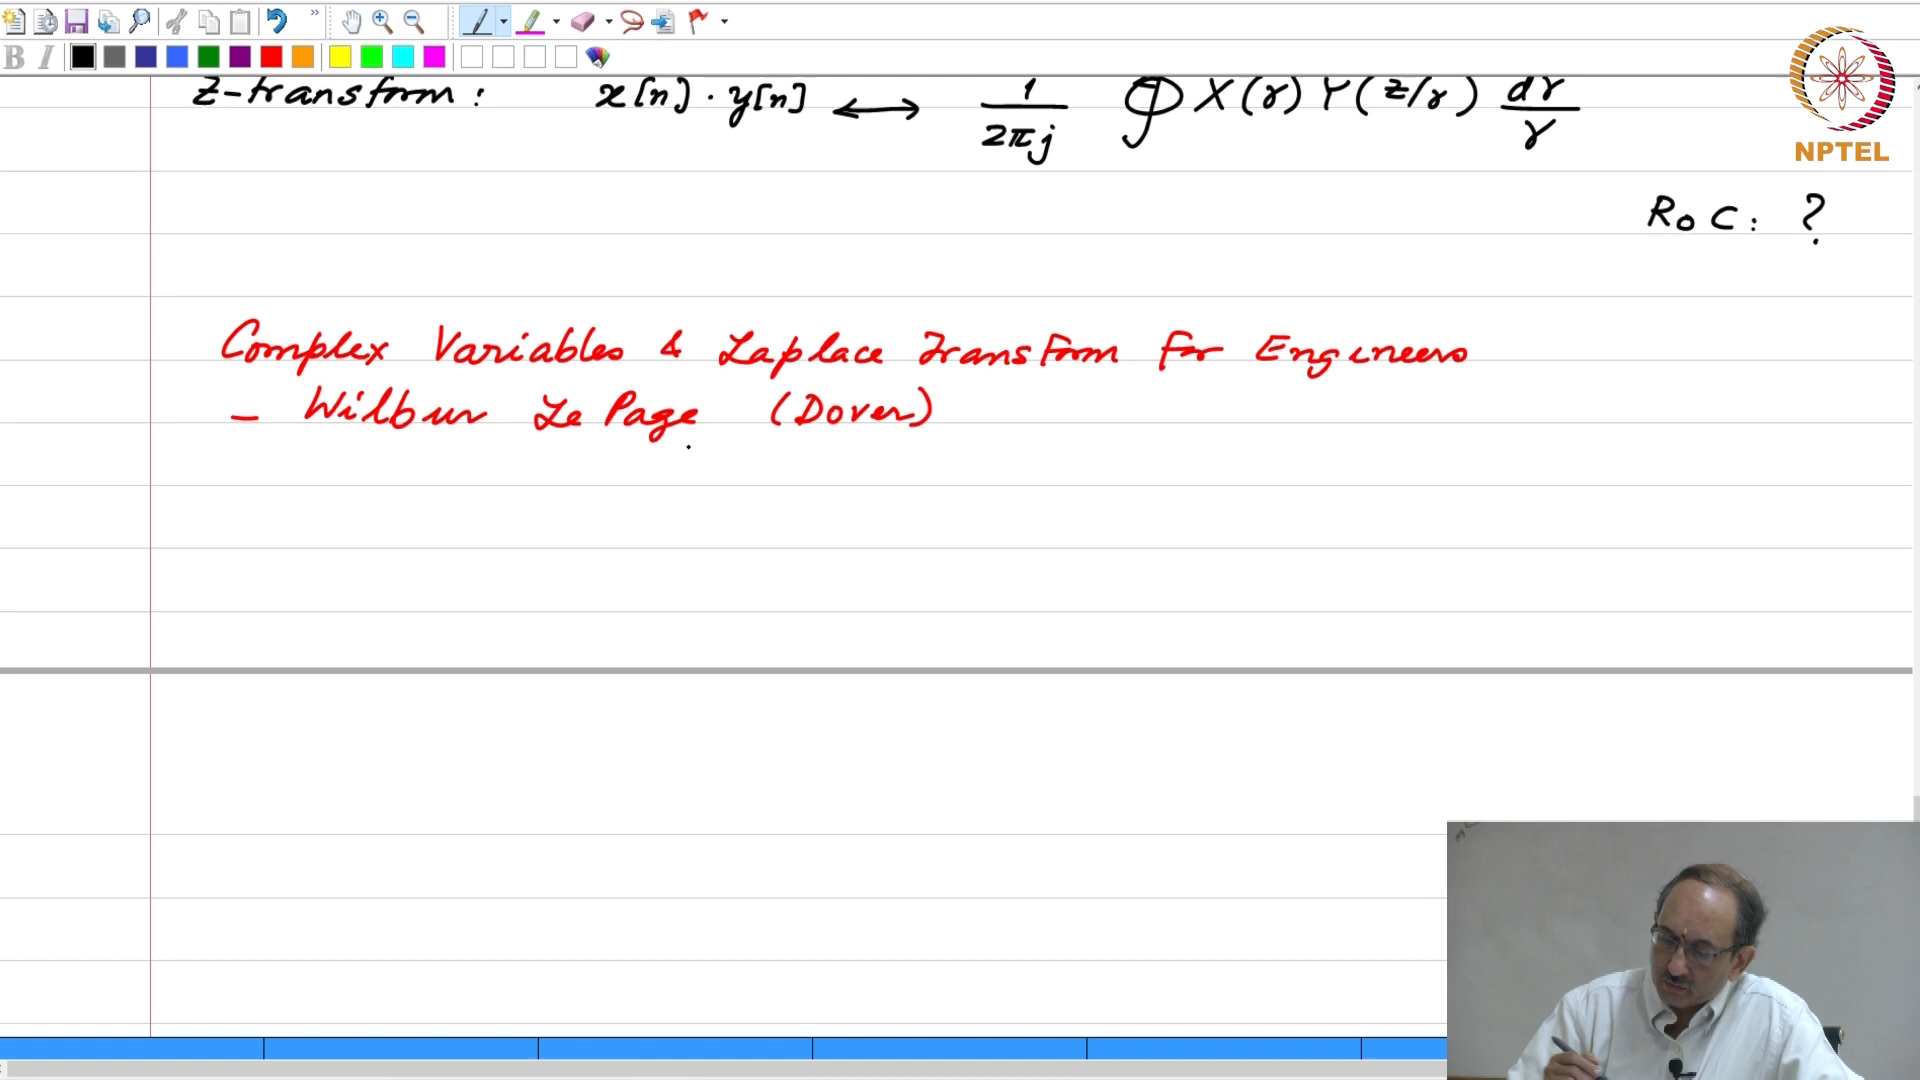 Z-transform : x[n] · y[n] ⟷ 1/2πj ∮ X(γ) Y(z/γ) dγ/γ
NPTEL
RoC : ?
Complex Variables & Laplace Transform for Engineers
– Wilbur Le Page (Dover)